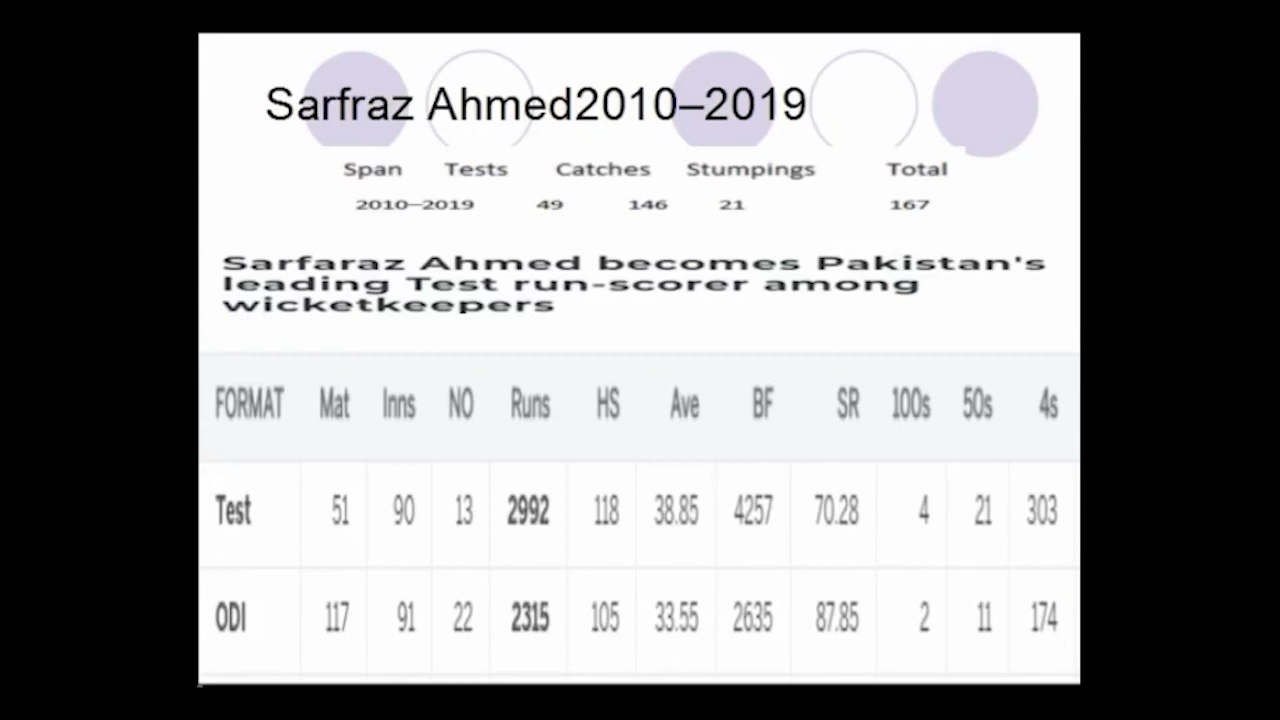 Sarfraz Ahmed2010–2019
Span Tests Catches Stumpings Total
2010–2019 49 146 21 167
Sarfaraz Ahmed becomes Pakistan's
leading Test run-scorer among
wicketkeepers
FORMAT Mat Inns NO Runs HS Ave BF SR 100s 50s 4s
Test 51 90 13 2992 118 38.85 4257 70.28 4 21 303
ODI 117 91 22 2315 105 33.55 2635 87.85 2 11 174